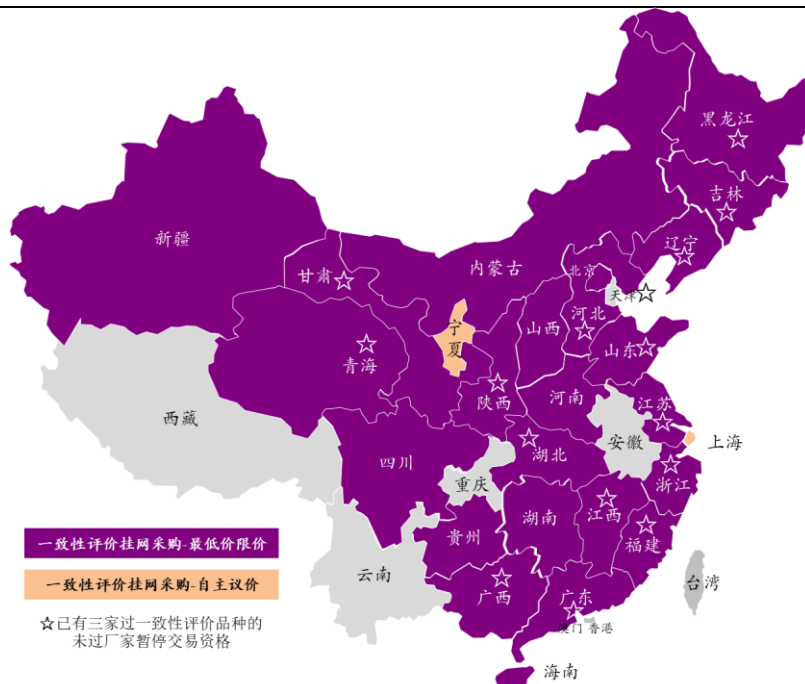 黑龙江
☆
吉林
☆
辽宁
☆
新疆
内蒙古
北京
甘肃☆
天津☆
河北
☆
宁夏
山西
山东☆
青海
☆
陕西
☆
河南
江苏
☆
西藏
安徽
上海
四川
湖北
☆
重庆
浙江
☆
湖南
江西
☆
贵州
福建
☆
一致性评价挂网采购-最低价限价
云南
台湾
一致性评价挂网采购-自主议价
广西
☆
广东
☆
澳门 香港
☆已有三家过一致性评价品种的
未过厂家暂停交易资格
海南